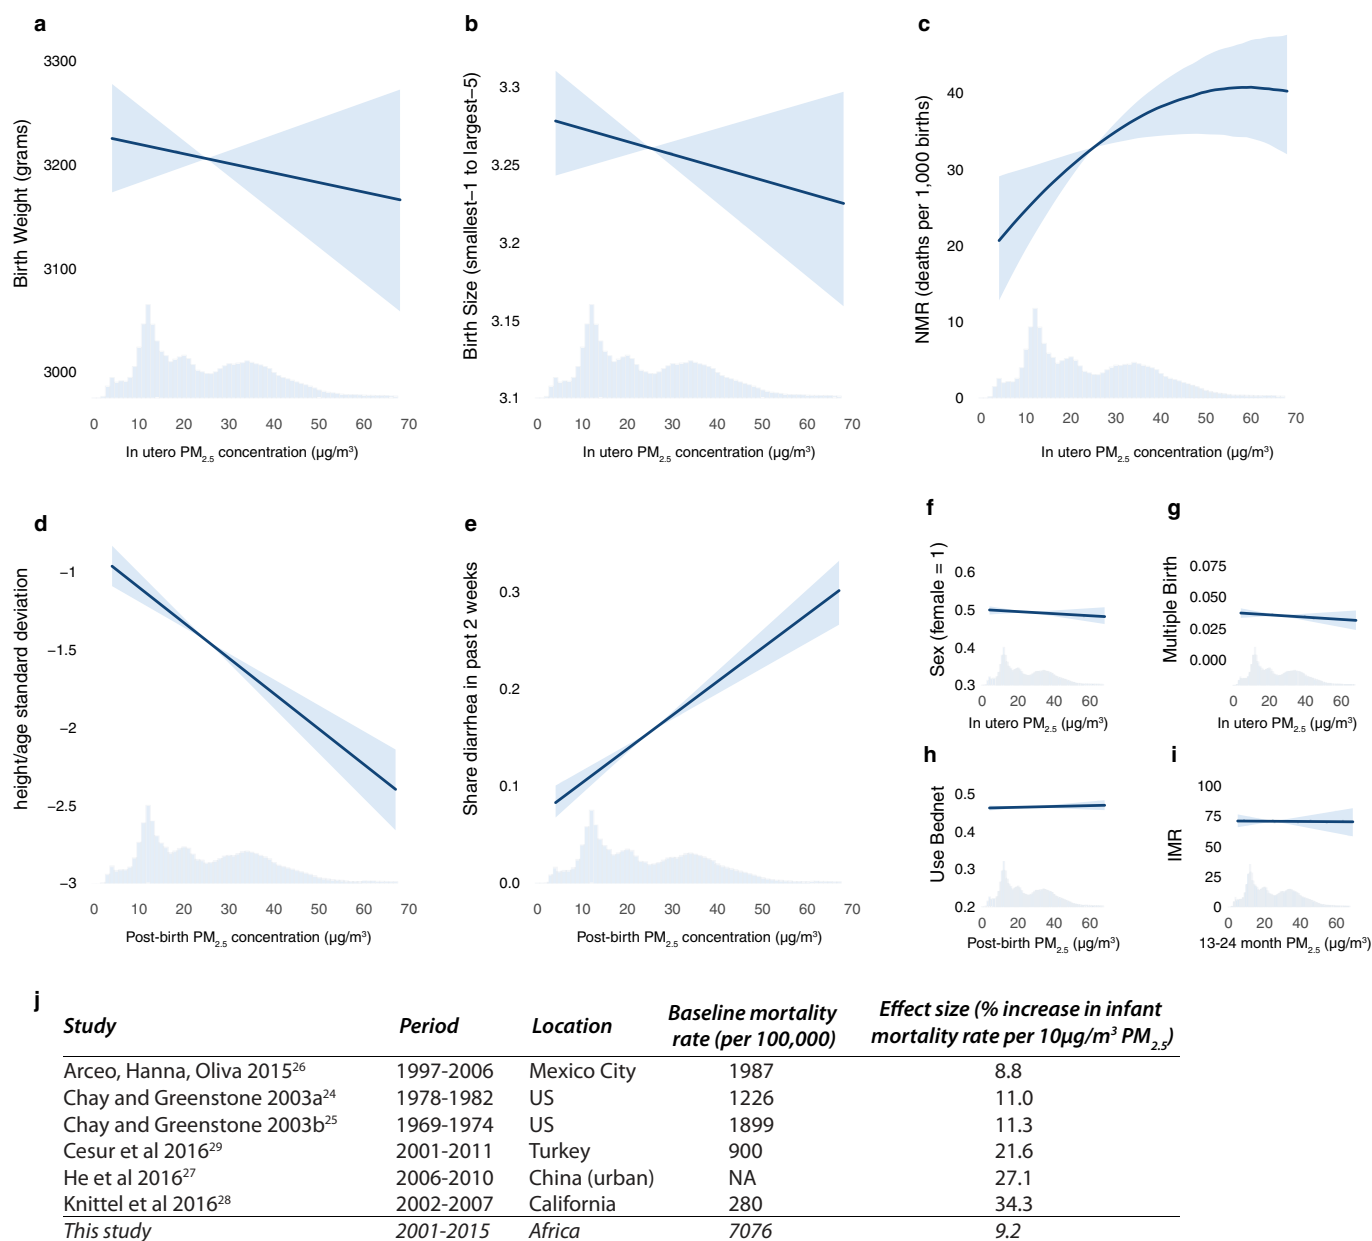 a
3300
3200
3100
3000
Birth Weight (grams)
0 10 20 30 40 50 60 70
In utero PM2.5 concentration (µg/m³)
b
3.3
3.25
3.2
3.15
3.1
Birth Size (smallest−1 to largest−5)
0 10 20 30 40 50 60 70
In utero PM2.5 concentration (µg/m³)
c
40
30
20
10
0
NMR (deaths per 1,000 births)
0 10 20 30 40 50 60 70
In utero PM2.5 concentration (µg/m³)
d
−1
−1.5
−2
−2.5
−3
height/age standard deviation
0 10 20 30 40 50 60 70
Post-birth PM2.5 concentration (µg/m³)
e
0.3
0.2
0.1
0.0
Share diarrhea in past 2 weeks
0 10 20 30 40 50 60 70
Post-birth PM2.5 concentration (µg/m³)
f
0.6
0.5
0.4
0.3
Sex (female = 1)
0 20 40 60
In utero PM2.5 (µg/m³)
g
0.075
0.050
0.025
0.000
Multiple Birth
0 20 40 60
In utero PM2.5 (µg/m³)
h
0.5
0.4
0.3
0.2
Use Bednet
0 20 40 60
Post-birth PM2.5 (µg/m³)
i
100
75
50
25
0
IMR
0 20 40 60
13-24 month PM2.5 (µg/m³)
j
Study Period Location Baseline mortality rate (per 100,000) Effect size (% increase in infant mortality rate per 10µg/m³ PM2.5)
Arceo, Hanna, Oliva 2015²⁶ 1997-2006 Mexico City 1987 8.8
Chay and Greenstone 2003a²⁴ 1978-1982 US 1226 11.0
Chay and Greenstone 2003b²⁵ 1969-1974 US 1899 11.3
Cesur et al 2016²⁹ 2001-2011 Turkey 900 21.6
He et al 2016²⁷ 2006-2010 China (urban) NA 27.1
Knittel et al 2016²⁸ 2002-2007 California 280 34.3
This study 2001-2015 Africa 7076 9.2